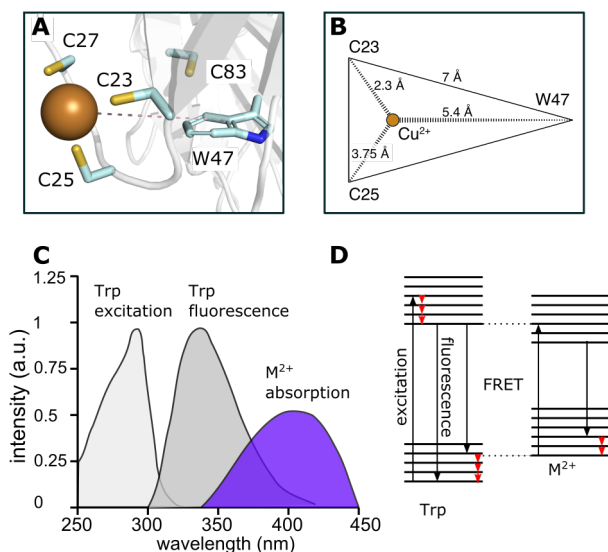 A
C27
C23
C83
W47
C25
B
C23
7 Å
2.3 Å
W47
5.4 Å
Cu²⁺
3.75 Å
C25
C
1.25
1
0.5
0.25
0
intensity (a.u.)
Trp
excitation
Trp
fluorescence
M²⁺
absorption
250
300
350
400
450
wavelength (nm)
D
excitation
fluorescence
FRET
Trp
M²⁺